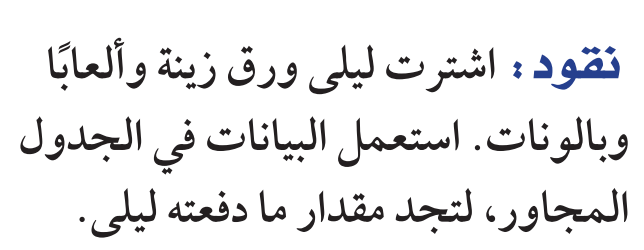 نقود: اشترت ليلى ورق زينة وألعابًا
وبالونات. استعمل البيانات في الجدول
المجاور، لتجد مقدار ما دفعته ليلى.